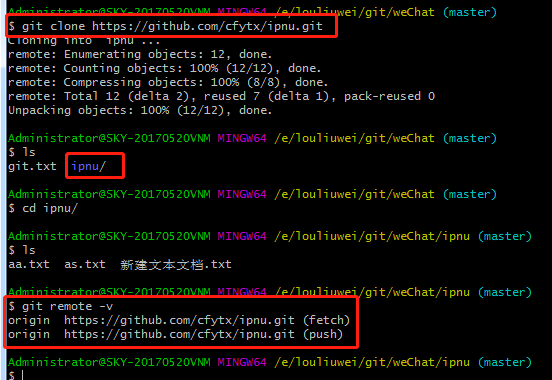 Administrator@SKY-20170520VNM MINGW64 /e/louliuwei/git/weChat (master)
$ git clone https://github.com/cfytx/ipnu.git
Cloning into 'ipnu'...
remote: Enumerating objects: 12, done.
remote: Counting objects: 100% (12/12), done.
remote: Compressing objects: 100% (8/8), done.
remote: Total 12 (delta 2), reused 7 (delta 1), pack-reused 0
Unpacking objects: 100% (12/12), done.
Administrator@SKY-20170520VNM MINGW64 /e/louliuwei/git/weChat (master)
$ ls
git.txt ipnu/
Administrator@SKY-20170520VNM MINGW64 /e/louliuwei/git/weChat (master)
$ cd ipnu/
Administrator@SKY-20170520VNM MINGW64 /e/louliuwei/git/weChat/ipnu (master)
$ ls
aa.txt as.txt 新建文本文档.txt
Administrator@SKY-20170520VNM MINGW64 /e/louliuwei/git/weChat/ipnu (master)
$ git remote -v
origin https://github.com/cfytx/ipnu.git (fetch)
origin https://github.com/cfytx/ipnu.git (push)
Administrator@SKY-20170520VNM MINGW64 /e/louliuwei/git/weChat/ipnu (master)
$